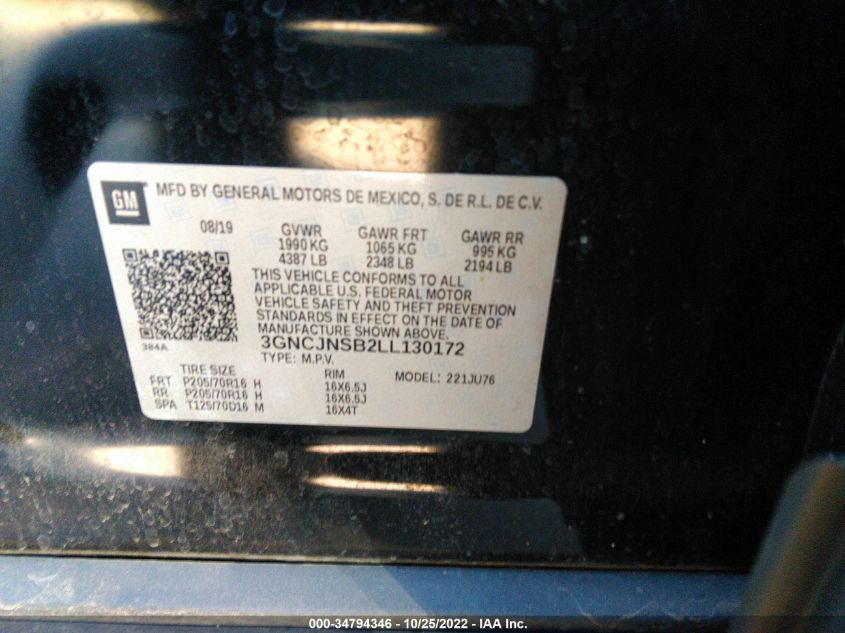 GM
MFD BY GENERAL MOTORS DE MEXICO, S. DE R.L. DE C.V.
08/19 GVWR GAWR FRT GAWR RR
1990 KG 1065 KG 995 KG
4387 LB 2348 LB 2194 LB
THIS VEHICLE CONFORMS TO ALL
APPLICABLE U.S. FEDERAL MOTOR
VEHICLE SAFETY AND THEFT PREVENTION
STANDARDS IN EFFECT ON THE DATE OF
MANUFACTURE SHOWN ABOVE.
384A 3GNCJNSB2LL130172
TYPE: M.P.V.
TIRE SIZE RIM MODEL: 221JU76
FRT P205/70R16 H 16X6.5J
RR P205/70R16 H 16X6.5J
SPA T125/70D16 M 16X4T
000-34794346 - 10/25/2022 - IAA Inc.